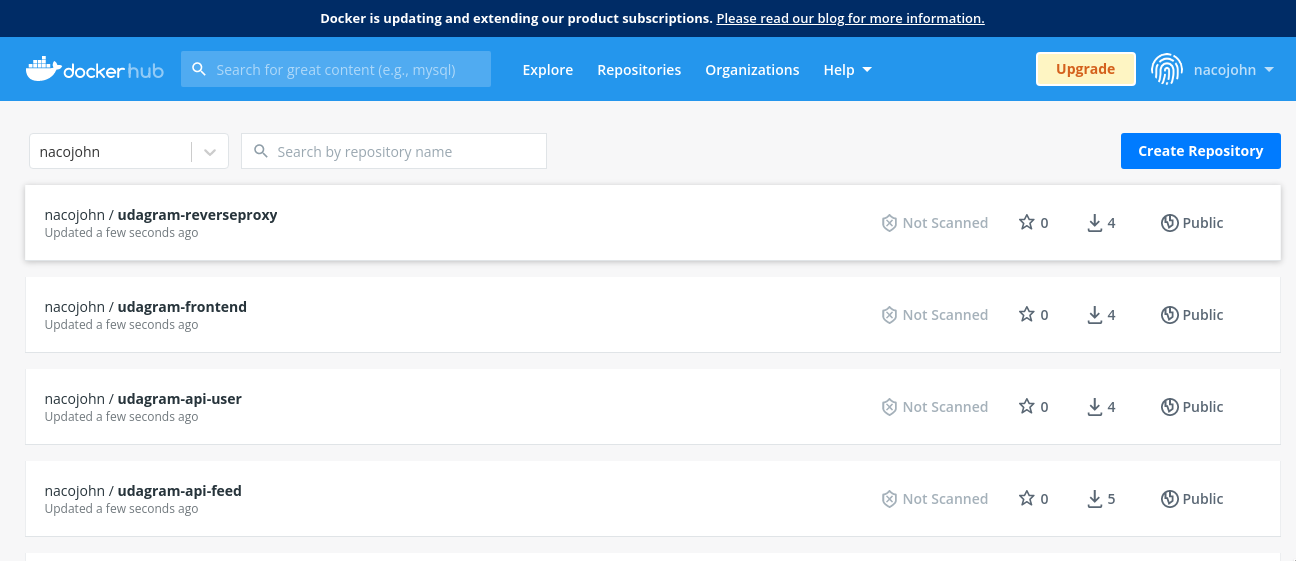 Docker is updating and extending our product subscriptions. Please read our blog for more information.
docker hub Search for great content (e.g., mysql) Explore Repositories Organizations Help Upgrade nacojohn
nacojohn Search by repository name Create Repository
nacojohn / udagram-reverseproxy
Updated a few seconds ago
Not Scanned 0 4 Public
nacojohn / udagram-frontend
Updated a few seconds ago
Not Scanned 0 4 Public
nacojohn / udagram-api-user
Updated a few seconds ago
Not Scanned 0 4 Public
nacojohn / udagram-api-feed
Updated a few seconds ago
Not Scanned 0 5 Public